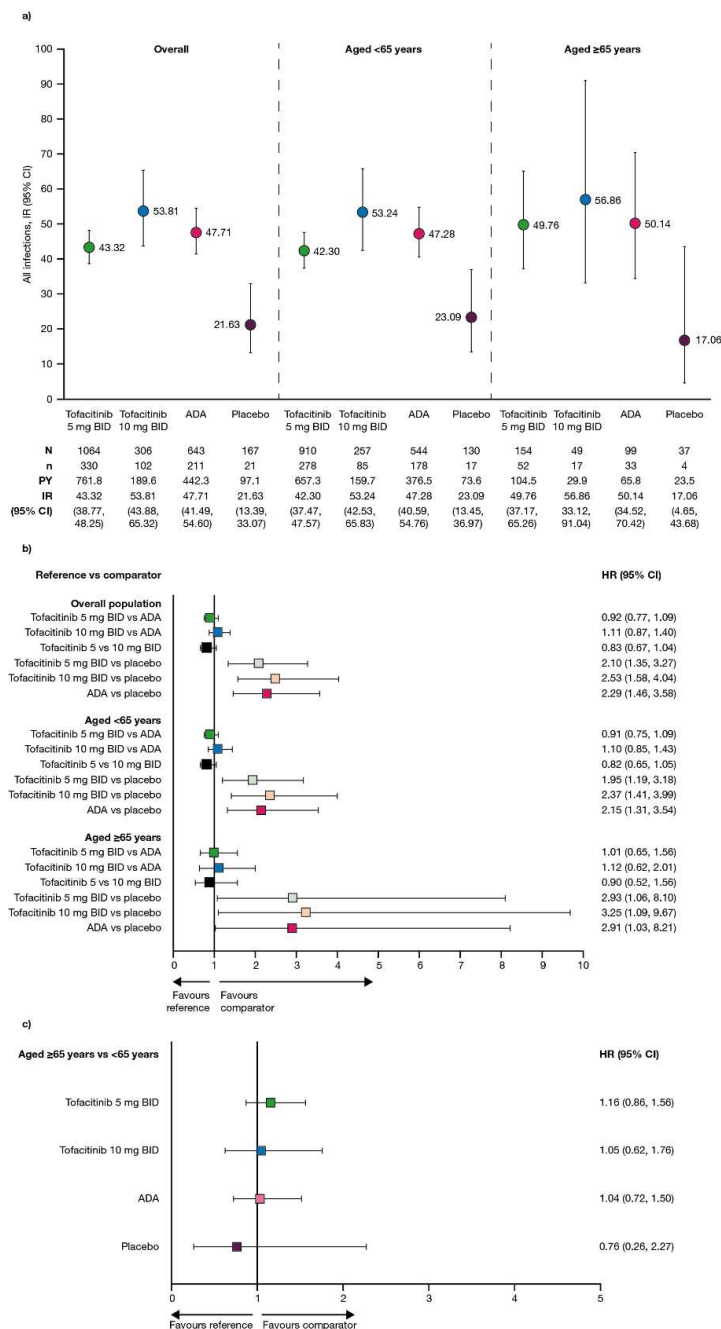 a)
Overall Aged <65 years Aged ≥65 years
All infections, IR (95% CI)
100
90
80
70
60
50
40
30
20
10
0
43.32 53.81 47.71 21.63 42.30 53.24 47.28 23.09 49.76 56.86 50.14 17.06
Tofacitinib Tofacitinib ADA Placebo Tofacitinib Tofacitinib ADA Placebo Tofacitinib Tofacitinib ADA Placebo
5 mg BID 10 mg BID 5 mg BID 10 mg BID 5 mg BID 10 mg BID
N 1064 306 643 167 910 257 544 130 154 49 99 37
n 330 102 211 21 278 85 178 17 52 17 33 4
PY 761.8 189.6 442.3 97.1 657.3 159.7 376.5 73.6 104.5 29.9 65.8 23.5
IR 43.32 53.81 47.71 21.63 42.30 53.24 47.28 23.09 49.76 56.86 50.14 17.06
(95% CI) (38.77, (43.88, (41.49, (13.39, (37.47, (42.53, (40.59, (13.45, (37.17, (33.12, (34.52, (4.65,
48.25) 65.32) 54.60) 33.07) 47.57) 65.83) 54.76) 36.97) 65.26) 91.04) 70.42) 43.68)
b)
Reference vs comparator HR (95% CI)
Overall population
Tofacitinib 5 mg BID vs ADA 0.92 (0.77, 1.09)
Tofacitinib 10 mg BID vs ADA 1.11 (0.87, 1.40)
Tofacitinib 5 vs 10 mg BID 0.83 (0.67, 1.04)
Tofacitinib 5 mg BID vs placebo 2.10 (1.35, 3.27)
Tofacitinib 10 mg BID vs placebo 2.53 (1.58, 4.04)
ADA vs placebo 2.29 (1.46, 3.58)
Aged <65 years
Tofacitinib 5 mg BID vs ADA 0.91 (0.75, 1.09)
Tofacitinib 10 mg BID vs ADA 1.10 (0.85, 1.43)
Tofacitinib 5 vs 10 mg BID 0.82 (0.65, 1.05)
Tofacitinib 5 mg BID vs placebo 1.95 (1.19, 3.18)
Tofacitinib 10 mg BID vs placebo 2.37 (1.41, 3.99)
ADA vs placebo 2.15 (1.31, 3.54)
Aged ≥65 years
Tofacitinib 5 mg BID vs ADA 1.01 (0.65, 1.56)
Tofacitinib 10 mg BID vs ADA 1.12 (0.62, 2.01)
Tofacitinib 5 vs 10 mg BID 0.90 (0.52, 1.56)
Tofacitinib 5 mg BID vs placebo 2.93 (1.06, 8.10)
Tofacitinib 10 mg BID vs placebo 3.25 (1.09, 9.67)
ADA vs placebo 2.91 (1.03, 8.21)
0 1 2 3 4 5 6 7 8 9 10
Favours Favours
reference comparator
c)
Aged ≥65 years vs <65 years HR (95% CI)
Tofacitinib 5 mg BID 1.16 (0.86, 1.56)
Tofacitinib 10 mg BID 1.05 (0.62, 1.76)
ADA 1.04 (0.72, 1.50)
Placebo 0.76 (0.26, 2.27)
0 1 2 3 4 5
Favours reference Favours comparator